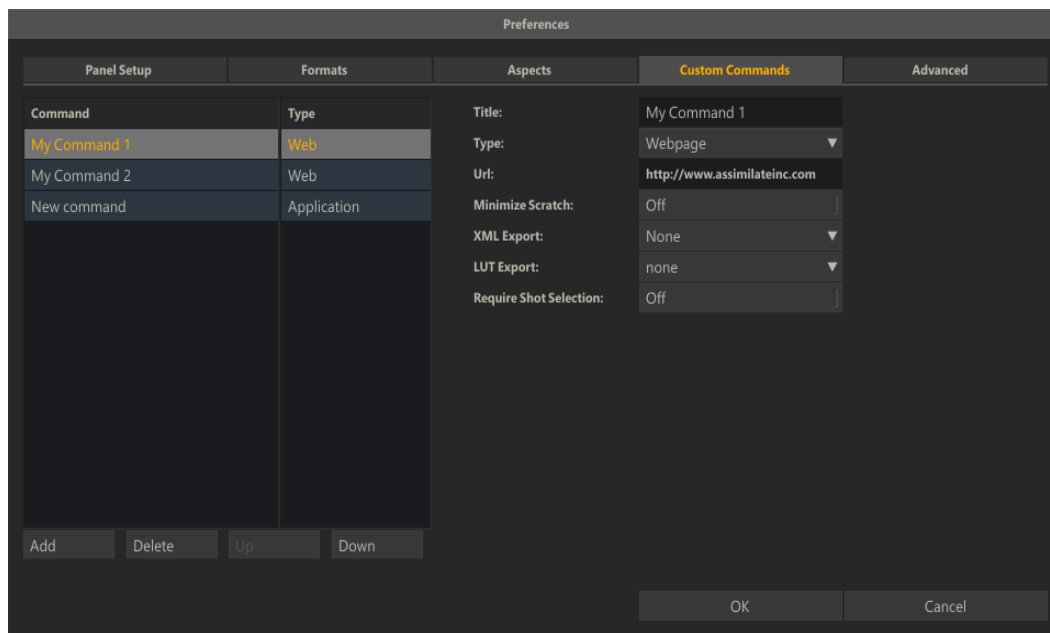 Preferences
Panel Setup Formats Aspects Custom Commands Advanced
Command Type
My Command 1 Web
My Command 2 Web
New command Application
Title: My Command 1
Type: Webpage
Url: http://www.assimilateinc.com
Minimize Scratch: Off
XML Export: None
LUT Export: none
Require Shot Selection: Off
Add Delete Up Down
OK Cancel